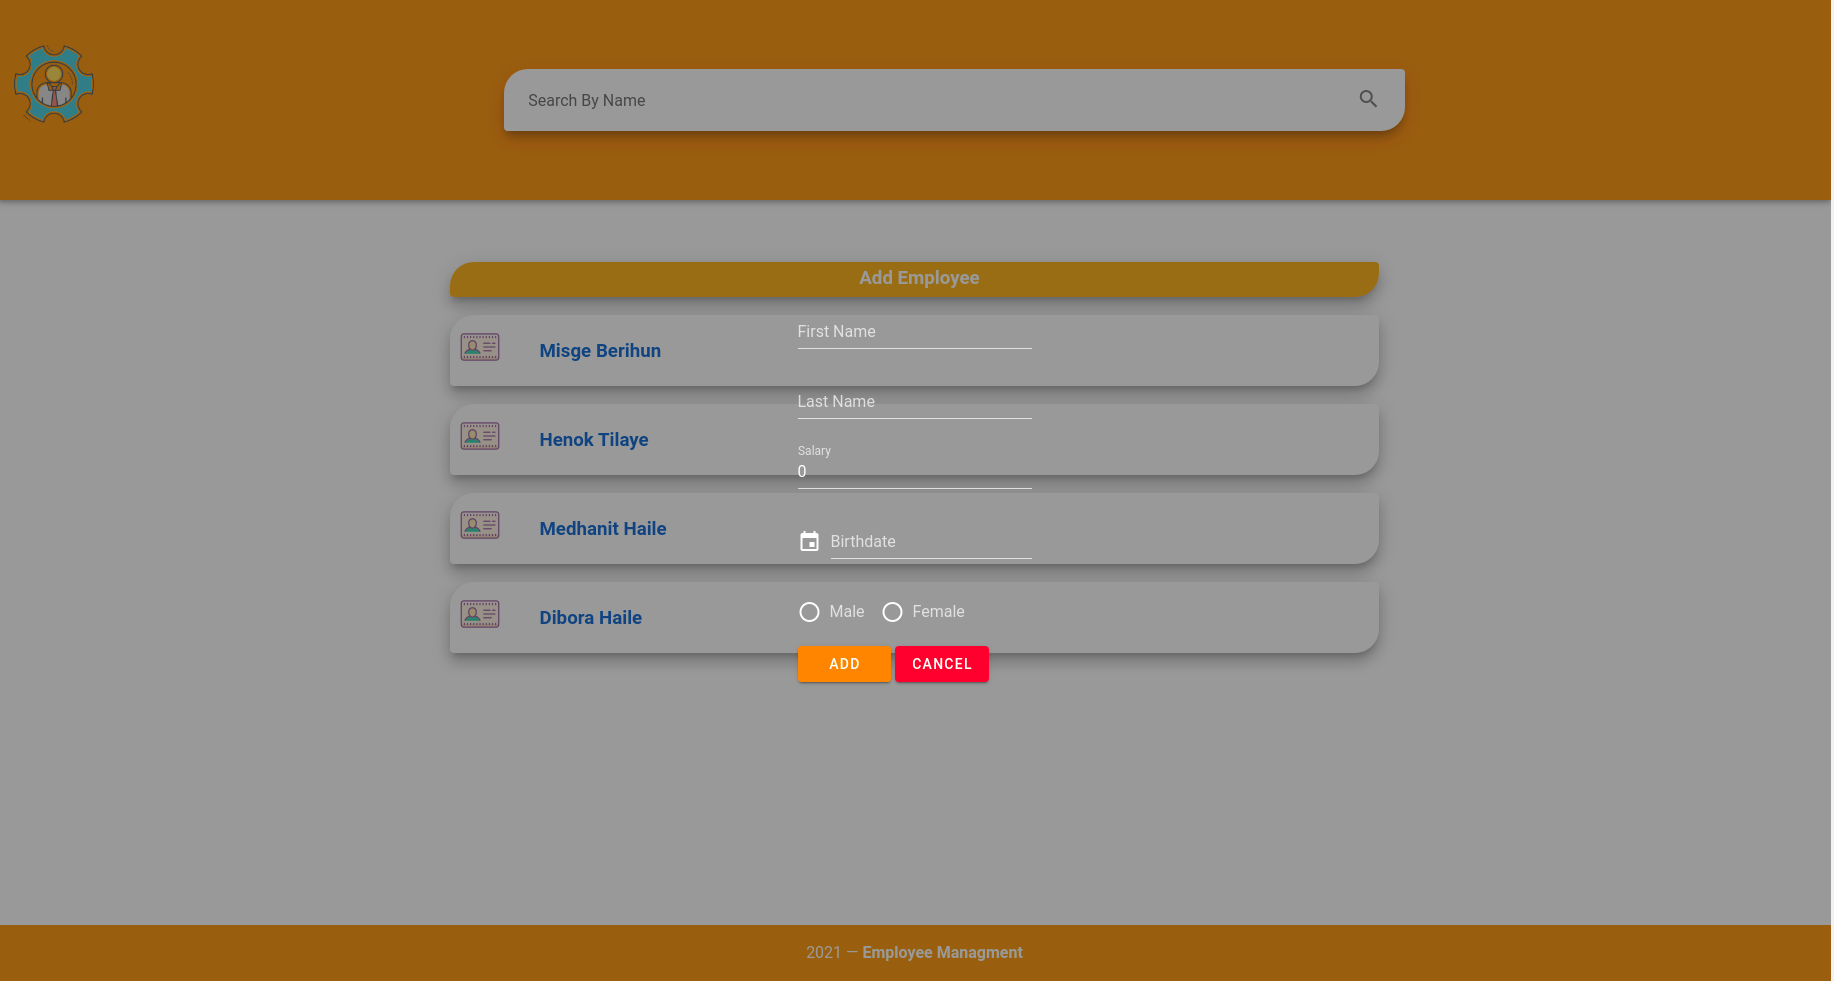 Search By Name
Add Employee
First Name
Misge Berihun
Last Name
Henok Tilaye
Salary
0
Medhanit Haile
Birthdate
Dibora Haile
Male Female
ADD CANCEL
2021 — Employee Managment